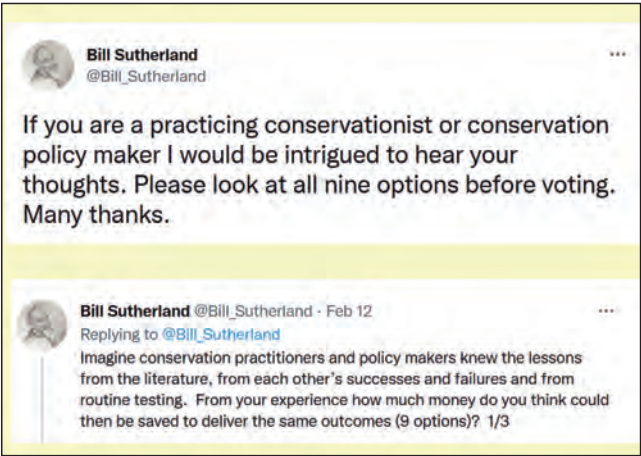 Bill Sutherland
@Bill_Sutherland
If you are a practicing conservationist or conservation
policy maker I would be intrigued to hear your
thoughts. Please look at all nine options before voting.
Many thanks.
Bill Sutherland @Bill_Sutherland · Feb 12
Replying to @Bill_Sutherland
Imagine conservation practitioners and policy makers knew the lessons
from the literature, from each other's successes and failures and from
routine testing.  From your experience how much money do you think could
then be saved to deliver the same outcomes (9 options)?  1/3